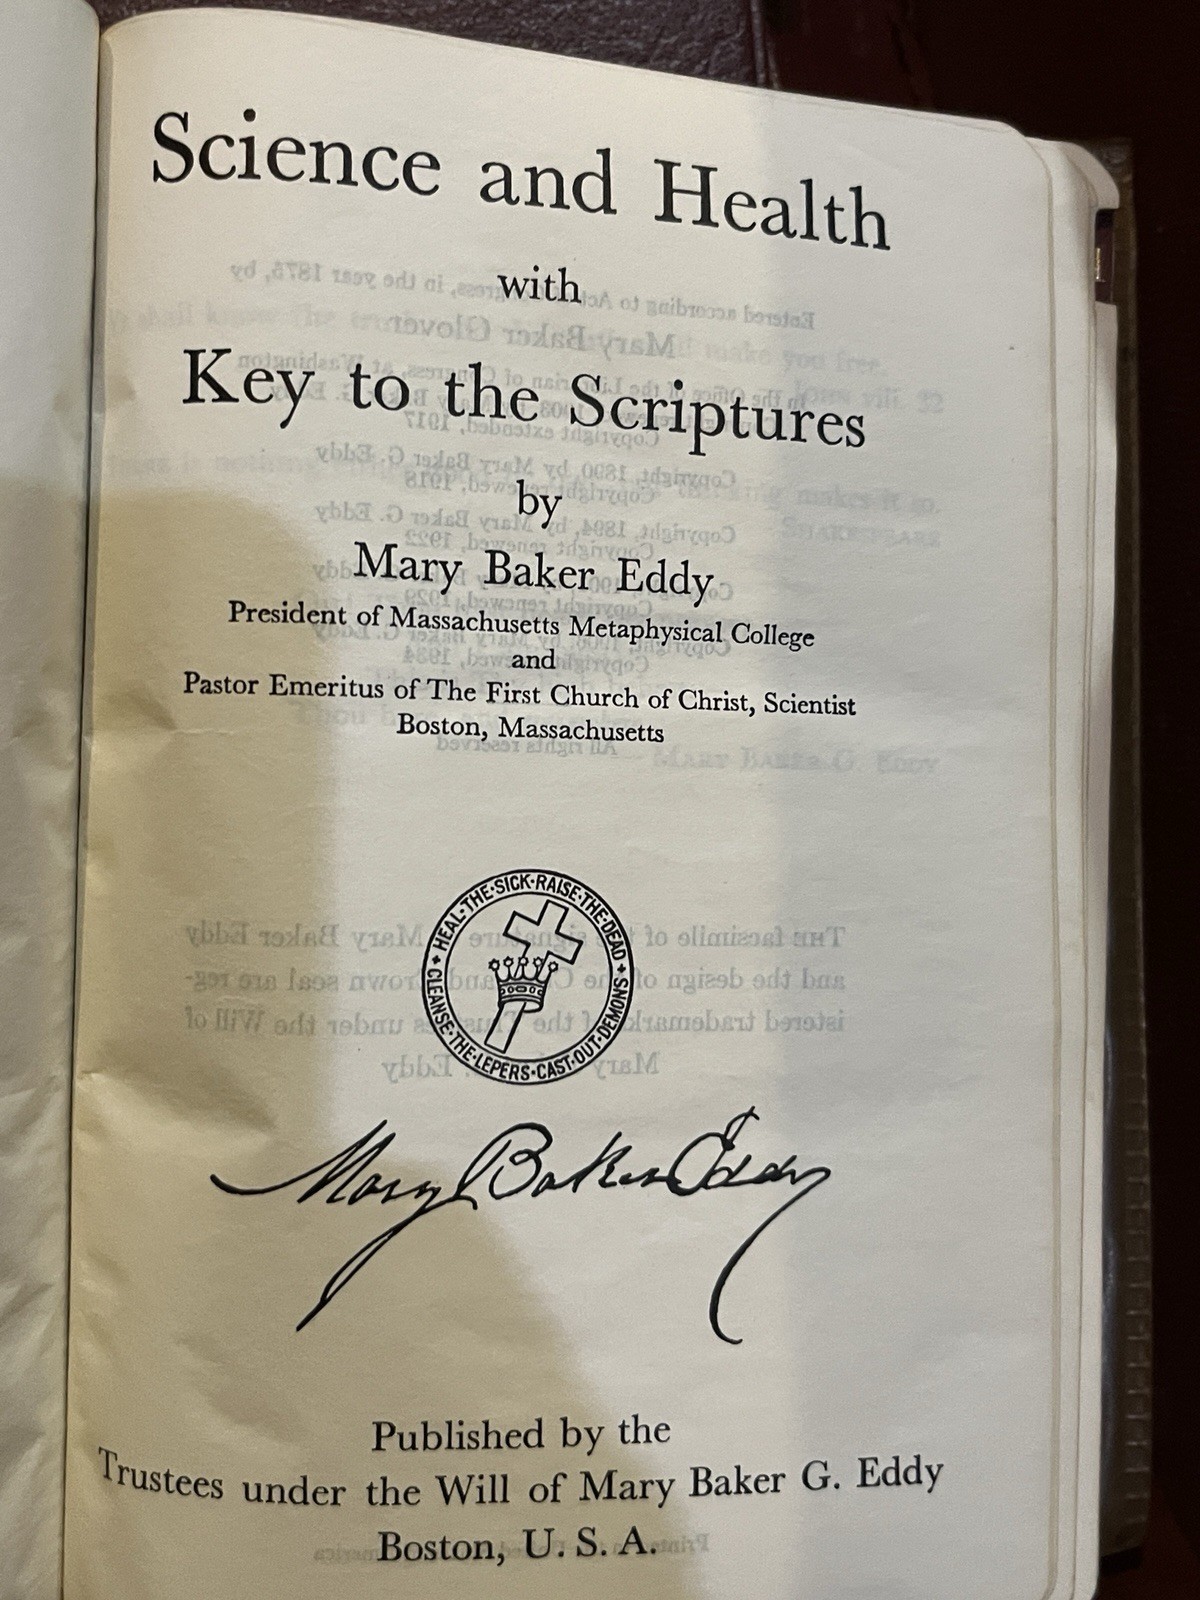 Science and Health
with
Key to the Scriptures
by
Mary Baker Eddy
President of Massachusetts Metaphysical College
and
Pastor Emeritus of The First Church of Christ, Scientist
Boston, Massachusetts
HEAL·THE·SICK·RAISE·THE·DEAD
CLEANSE·THE·LEPERS·CAST·OUT·DEMONS
Mary Baker Eddy
Published by the
Trustees under the Will of Mary Baker G. Eddy
Boston, U. S. A.